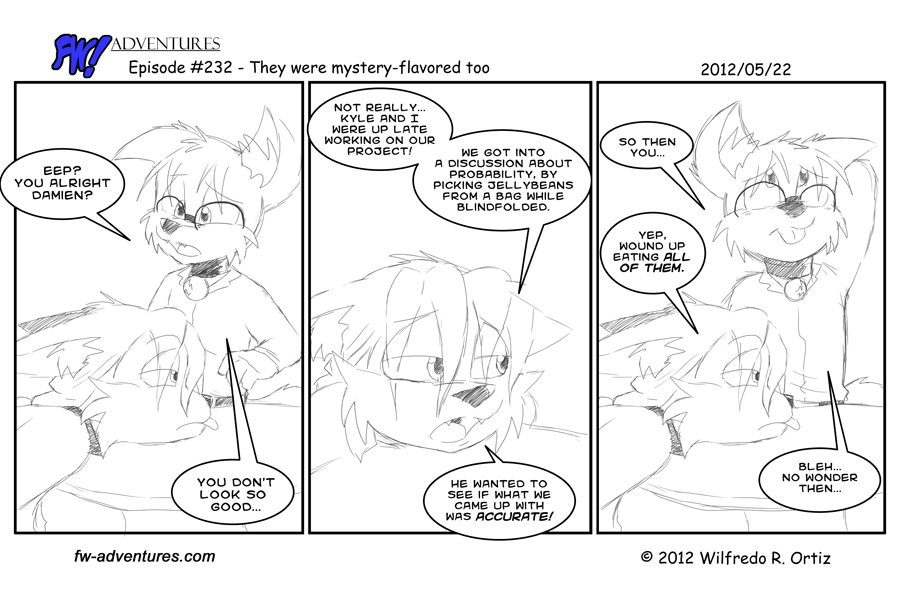 FW! ADVENTURES
Episode #232 - They were mystery-flavored too
2012/05/22
EEP?
YOU ALRIGHT
DAMIEN?
YOU DON'T
LOOK SO
GOOD...
NOT REALLY...
KYLE AND I
WERE UP LATE
WORKING ON OUR
PROJECT!
WE GOT INTO
A DISCUSSION ABOUT
PROBABILITY, BY
PICKING JELLYBEANS
FROM A BAG WHILE
BLINDFOLDED.
HE WANTED TO
SEE IF WHAT WE
CAME UP WITH
WAS ACCURATE!
SO THEN
YOU...
YEP,
WOUND UP
EATING ALL
OF THEM.
BLEH...
NO WONDER
THEN...
fw-adventures.com
© 2012 Wilfredo R. Ortiz